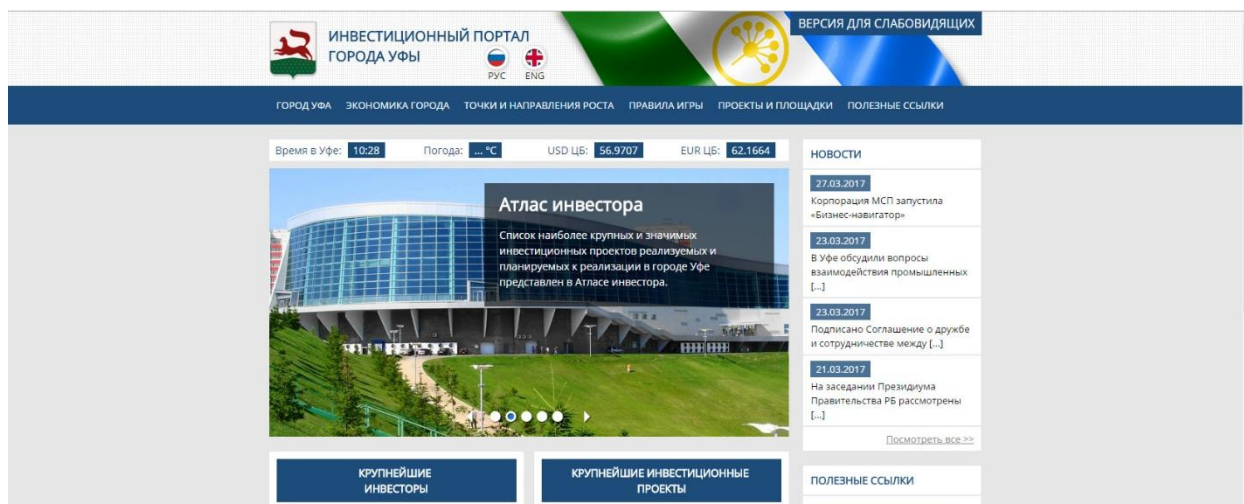 ИНВЕСТИЦИОННЫЙ ПОРТАЛ
ГОРОДА УФЫ
РУС ENG
ВЕРСИЯ ДЛЯ СЛАБОВИДЯЩИХ
ГОРОД УФА ЭКОНОМИКА ГОРОДА ТОЧКИ И НАПРАВЛЕНИЯ РОСТА ПРАВИЛА ИГРЫ ПРОЕКТЫ И ПЛОЩАДКИ ПОЛЕЗНЫЕ ССЫЛКИ
Время в Уфе: 10:28 Погода: ... °C USD ЦБ: 56.9707 EUR ЦБ: 62.1664
Атлас инвестора
Список наиболее крупных и значимых
инвестиционных проектов реализуемых и
планируемых к реализации в городе Уфе
представлен в Атласе инвестора.
КРУПНЕЙШИЕ
ИНВЕСТОРЫ
КРУПНЕЙШИЕ ИНВЕСТИЦИОННЫЕ
ПРОЕКТЫ
НОВОСТИ
27.03.2017
Корпорация МСП запустила
«Бизнес-навигатор»
23.03.2017
В Уфе обсудили вопросы
взаимодействия промышленных
[...]
23.03.2017
Подписано Соглашение о дружбе
и сотрудничестве между [...]
21.03.2017
На заседании Президиума
Правительства РБ рассмотрены
[...]
Посмотреть все >>
ПОЛЕЗНЫЕ ССЫЛКИ